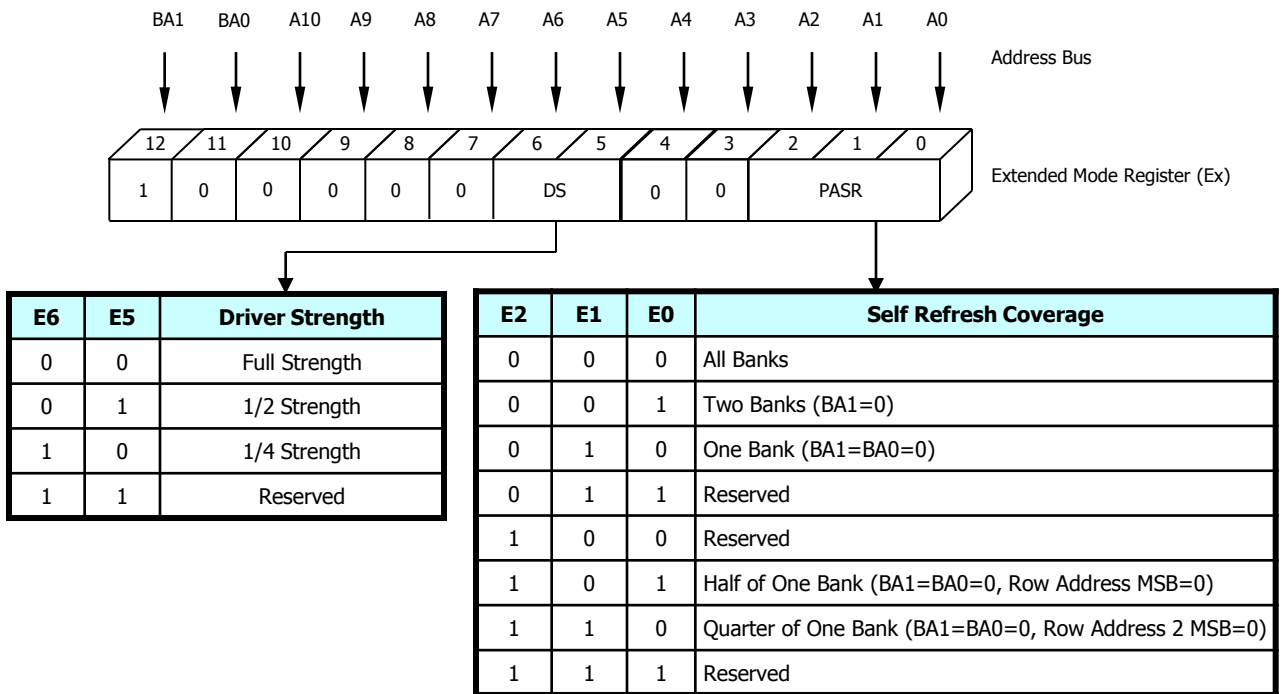 BA1 BA0 A10 A9 A8 A7 A6 A5 A4 A3 A2 A1 A0
Address Bus
12 11 10 9 8 7 6 5 4 3 2 1 0
1 0 0 0 0 0 DS 0 0 PASR
Extended Mode Register (Ex)
E6 E5 Driver Strength
0 0 Full Strength
0 1 1/2 Strength
1 0 1/4 Strength
1 1 Reserved
E2 E1 E0 Self Refresh Coverage
0 0 0 All Banks
0 0 1 Two Banks (BA1=0)
0 1 0 One Bank (BA1=BA0=0)
0 1 1 Reserved
1 0 0 Reserved
1 0 1 Half of One Bank (BA1=BA0=0, Row Address MSB=0)
1 1 0 Quarter of One Bank (BA1=BA0=0, Row Address 2 MSB=0)
1 1 1 Reserved